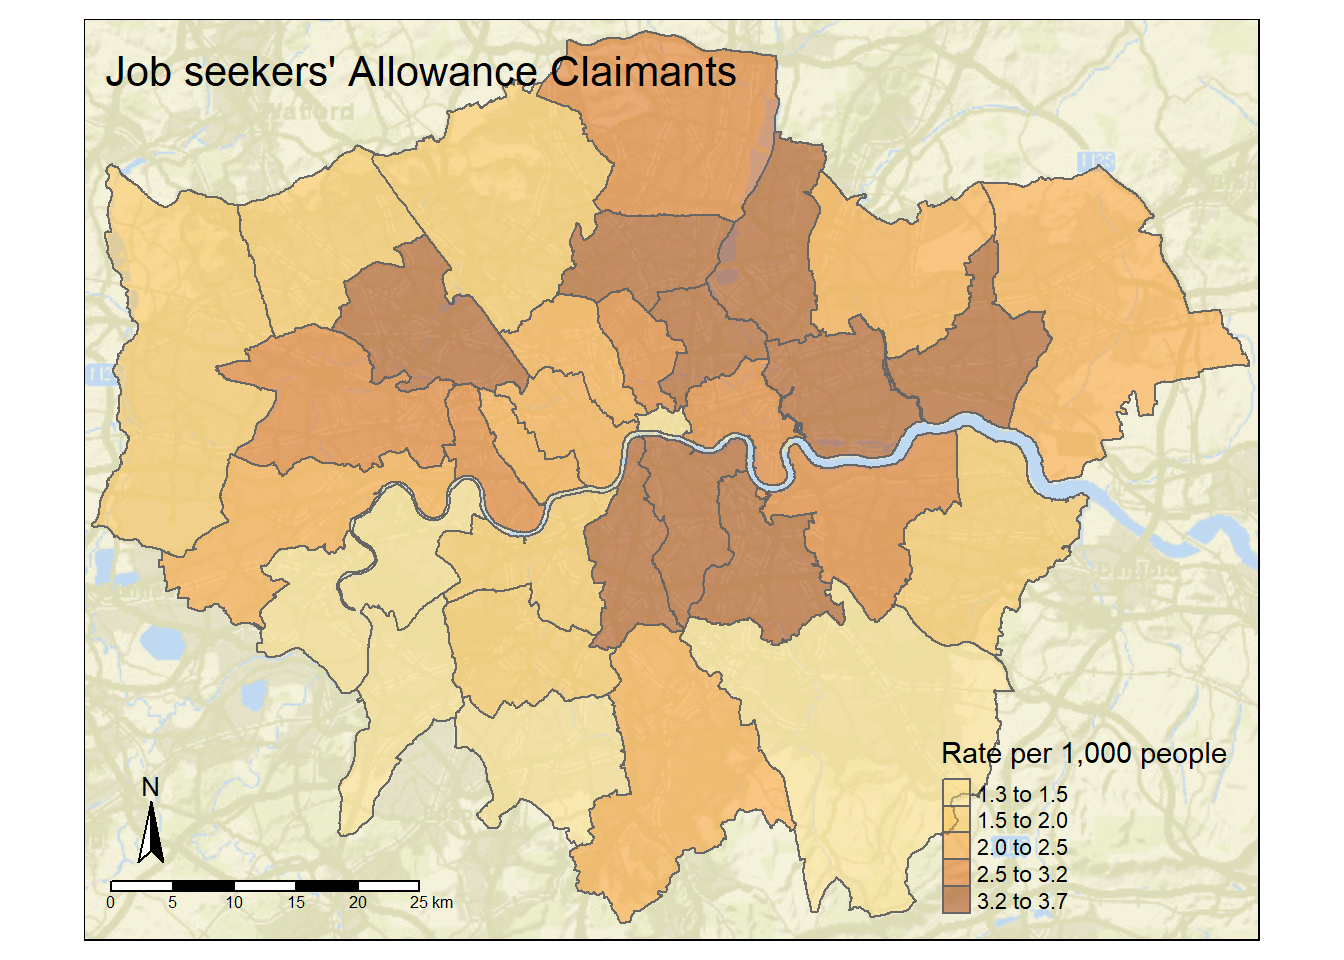 Job seekers' Allowance Claimants
Watford
Rate per 1,000 people
1.3 to 1.5
1.5 to 2.0
2.0 to 2.5
2.5 to 3.2
3.2 to 3.7
N
0 5 10 15 20 25 km